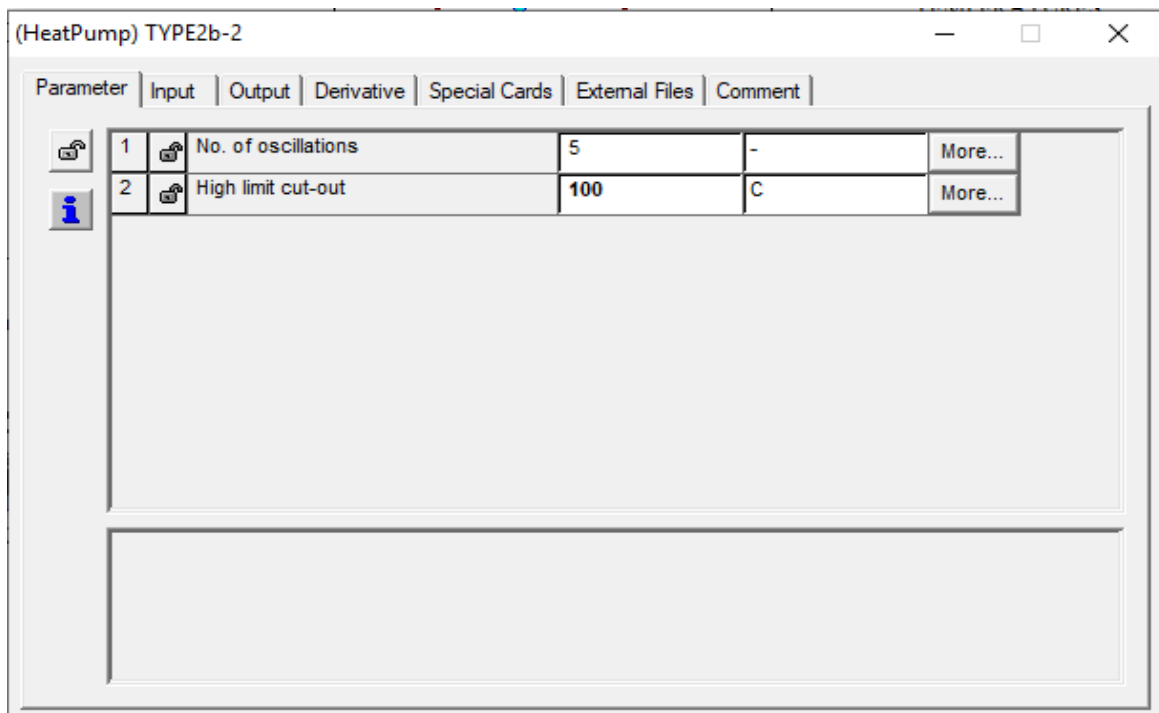 (HeatPump) TYPE2b-2
Parameter Input Output Derivative Special Cards External Files Comment
1 No. of oscillations 5 - More...
2 High limit cut-out 100 C More...